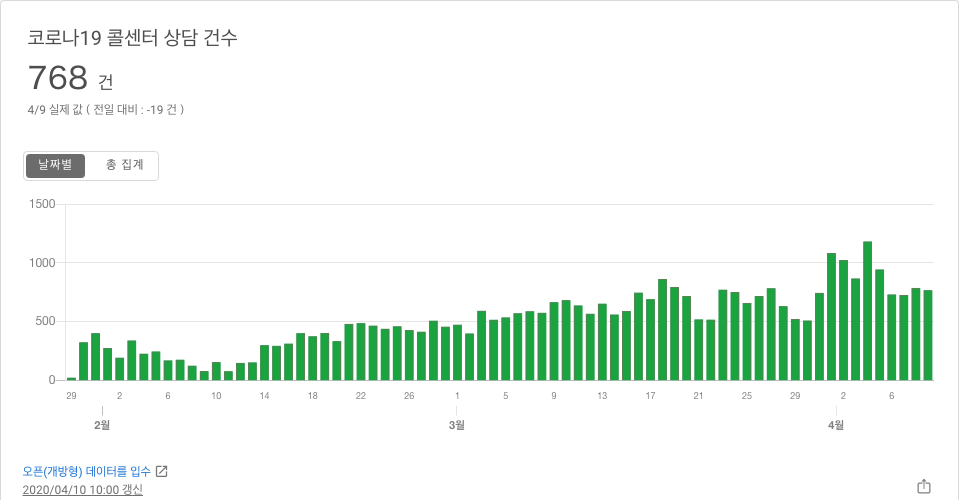 코로나19 콜센터 상담 건수
768 건
4/9 실제 값 ( 전일 대비 : -19 건 )
날짜별 총 집계
1500
1000
500
0
29 2 6 10 14 18 22 26 1 5 9 13 17 21 25 29 2 6
2월 3월 4월
오픈(개방형) 데이터를 입수
2020/04/10 10:00 갱신